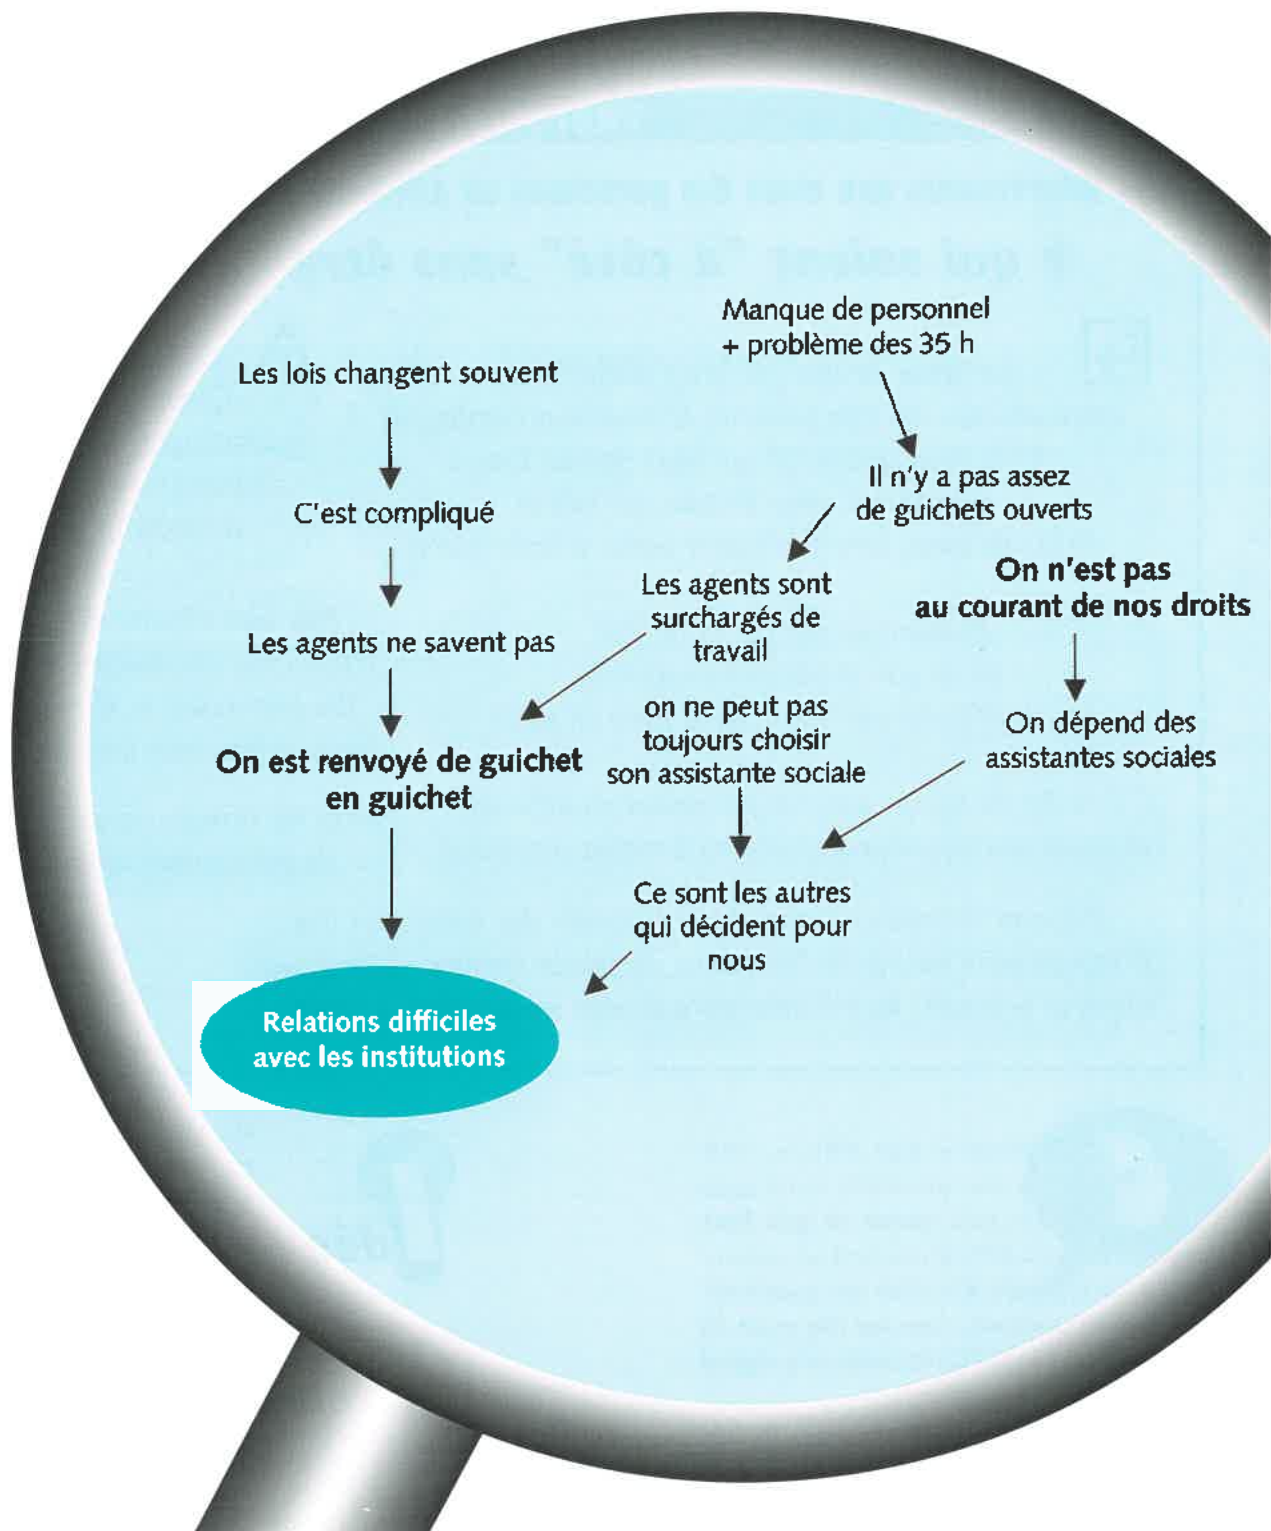 Manque de personnel
+ problème des 35 h
Les lois changent souvent
Il n'y a pas assez
de guichets ouverts
C'est compliqué
On n'est pas
au courant de nos droits
Les agents sont
surchargés de
travail
Les agents ne savent pas
on ne peut pas
toujours choisir
son assistante sociale
On dépend des
assistantes sociales
On est renvoyé de guichet
en guichet
Ce sont les autres
qui décident pour
nous
Relations difficiles
avec les institutions